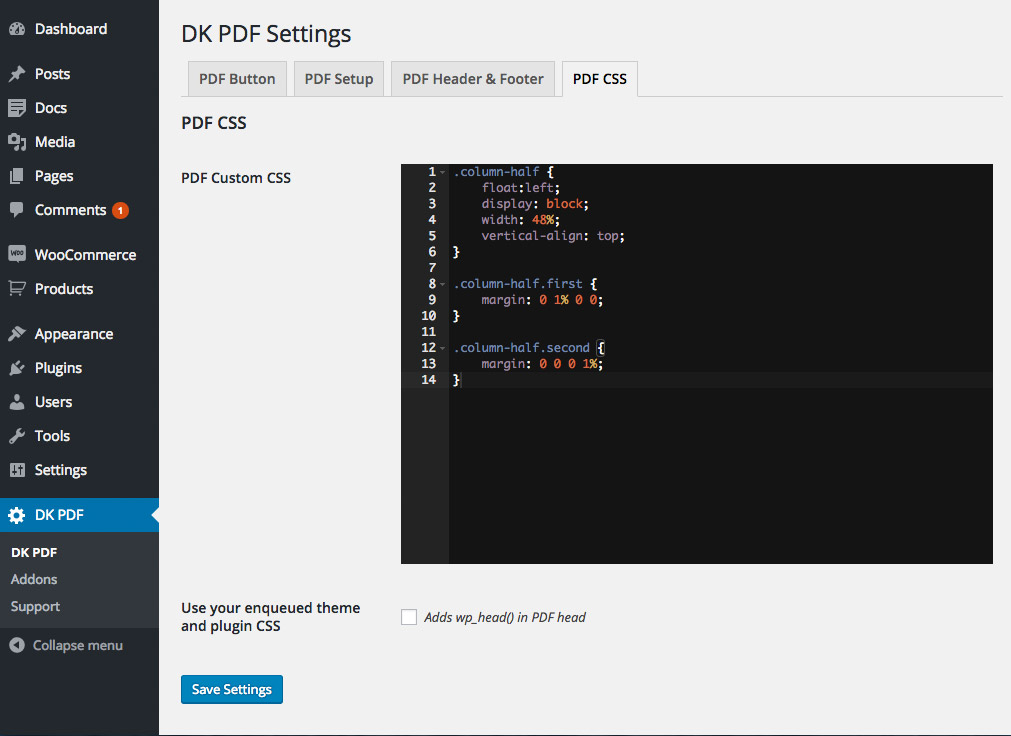 Dashboard
Posts
Docs
Media
Pages
Comments 1
WOO WooCommerce
Products
Appearance
Plugins
Users
Tools
Settings
DK PDF
DK PDF
Addons
Support
Collapse menu
DK PDF Settings
PDF Button PDF Setup PDF Header & Footer PDF CSS
PDF CSS
PDF Custom CSS
1 .column-half {
2 float:left;
3 display: block;
4 width: 48%;
5 vertical-align: top;
6 }
7
8 .column-half.first {
9 margin: 0 1% 0 0;
10 }
11
12 .column-half.second {
13 margin: 0 0 0 1%;
14 }
Use your enqueued theme
and plugin CSS
Adds wp_head() in PDF head
Save Settings